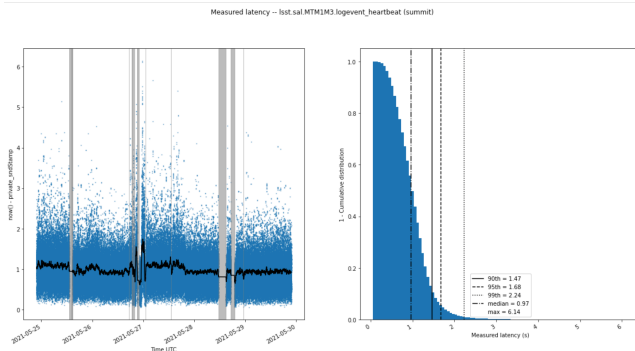 Measured latency -- lsst.sal.MTM1M3.logevent_heartbeat (summit)
now() - private_sndStamp
6
5
4
3
2
1
0
2021-05-25
2021-05-26
2021-05-27
2021-05-28
2021-05-29
2021-05-30
Time UTC
1 - Cumulative distribution
1.0
0.8
0.6
0.4
0.2
0.0
90th = 1.47
95th = 1.68
99th = 2.24
median = 0.97
max = 6.14
0
1
2
3
4
5
6
Measured latency (s)